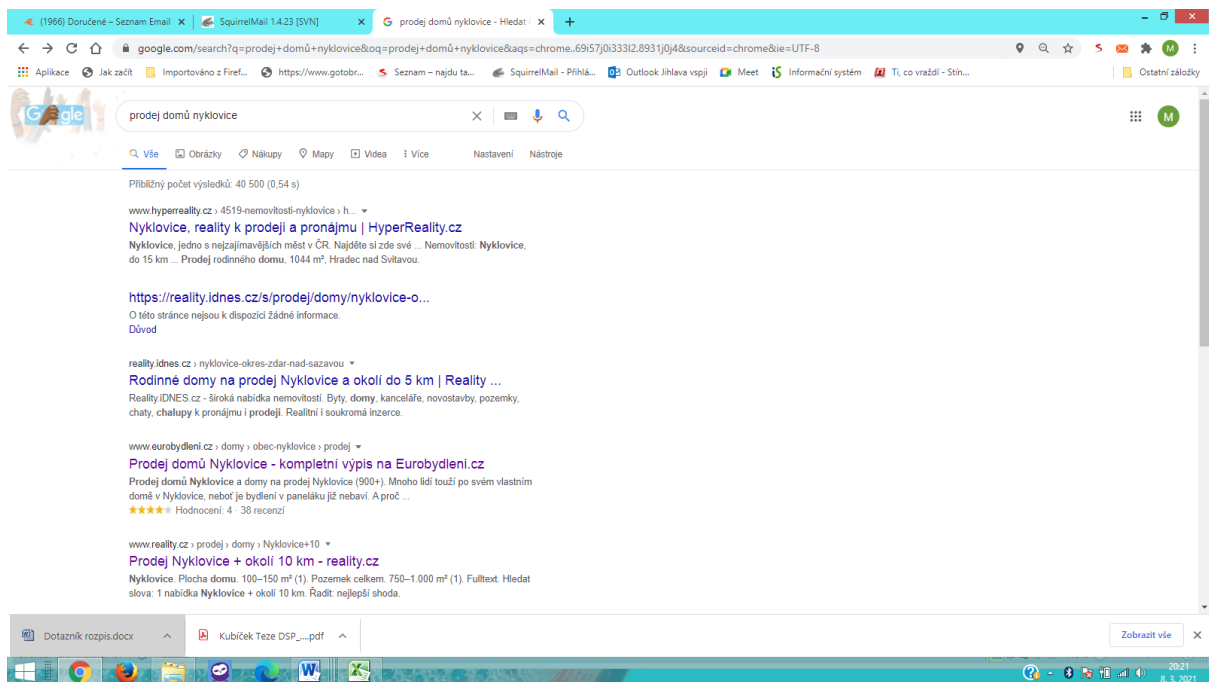 (1966) Doručené – Seznam Email
SquirrelMail 1.4.23 [SVN]
prodej domů nyklovice - Hledat
google.com/search?q=prodej+domů+nyklovice&oq=prodej+domů+nyklovice&aqs=chrome..69i57j0i333l2.8931j0j4&sourceid=chrome&ie=UTF-8
M
Aplikace
Jak začít
Importováno z Firef...
https://www.gotobr...
Seznam – najdu ta...
SquirrelMail - Přihlá...
Outlook Jihlava vspji
Meet
Informační systém
Ti, co vraždí - Stín...
Ostatní záložky
Google
prodej domů nyklovice
M
Vše
Obrázky
Nákupy
Mapy
Videa
Více
Nastavení
Nástroje
Přibližný počet výsledků: 40 500 (0,54 s)
www.hyperreality.cz › 4519-nemovitosti-nyklovice › h...
Nyklovice, reality k prodeji a pronájmu | HyperReality.cz
Nyklovice, jedno s nejzajímavějších měst v ČR. Najděte si zde své ... Nemovitosti: Nyklovice,
do 15 km ... Prodej rodinného domu, 1044 m², Hradec nad Svitavou.
https://reality.idnes.cz/s/prodej/domy/nyklovice-o...
O této stránce nejsou k dispozici žádné informace.
Důvod
reality.idnes.cz › nyklovice-okres-zdar-nad-sazavou
Rodinné domy na prodej Nyklovice a okolí do 5 km | Reality ...
Reality.iDNES.cz - široká nabídka nemovitostí. Byty, domy, kanceláře, novostavby, pozemky,
chaty, chalupy k pronájmu i prodeji. Realitní i soukromá inzerce.
www.eurobydleni.cz › domy › obec-nyklovice › prodej
Prodej domů Nyklovice - kompletní výpis na Eurobydleni.cz
Prodej domů Nyklovice a domy na prodej Nyklovice (900+). Mnoho lidí touží po svém vlastním
domě v Nyklovice, neboť je bydlení v paneláku již nebaví. A proč ...
Hodnocení: 4 · 38 recenzí
www.reality.cz › prodej › domy › Nyklovice+10
Prodej Nyklovice + okolí 10 km - reality.cz
Nyklovice. Plocha domu. 100–150 m² (1). Pozemek celkem. 750–1.000 m² (1). Fulltext. Hledat
slova: 1 nabídka Nyklovice + okolí 10 km. Řadit: nejlepší shoda.
Dotazník rozpis.docx
Kubíček Teze DSP_....pdf
Zobrazit vše
20:21
8. 3. 2021